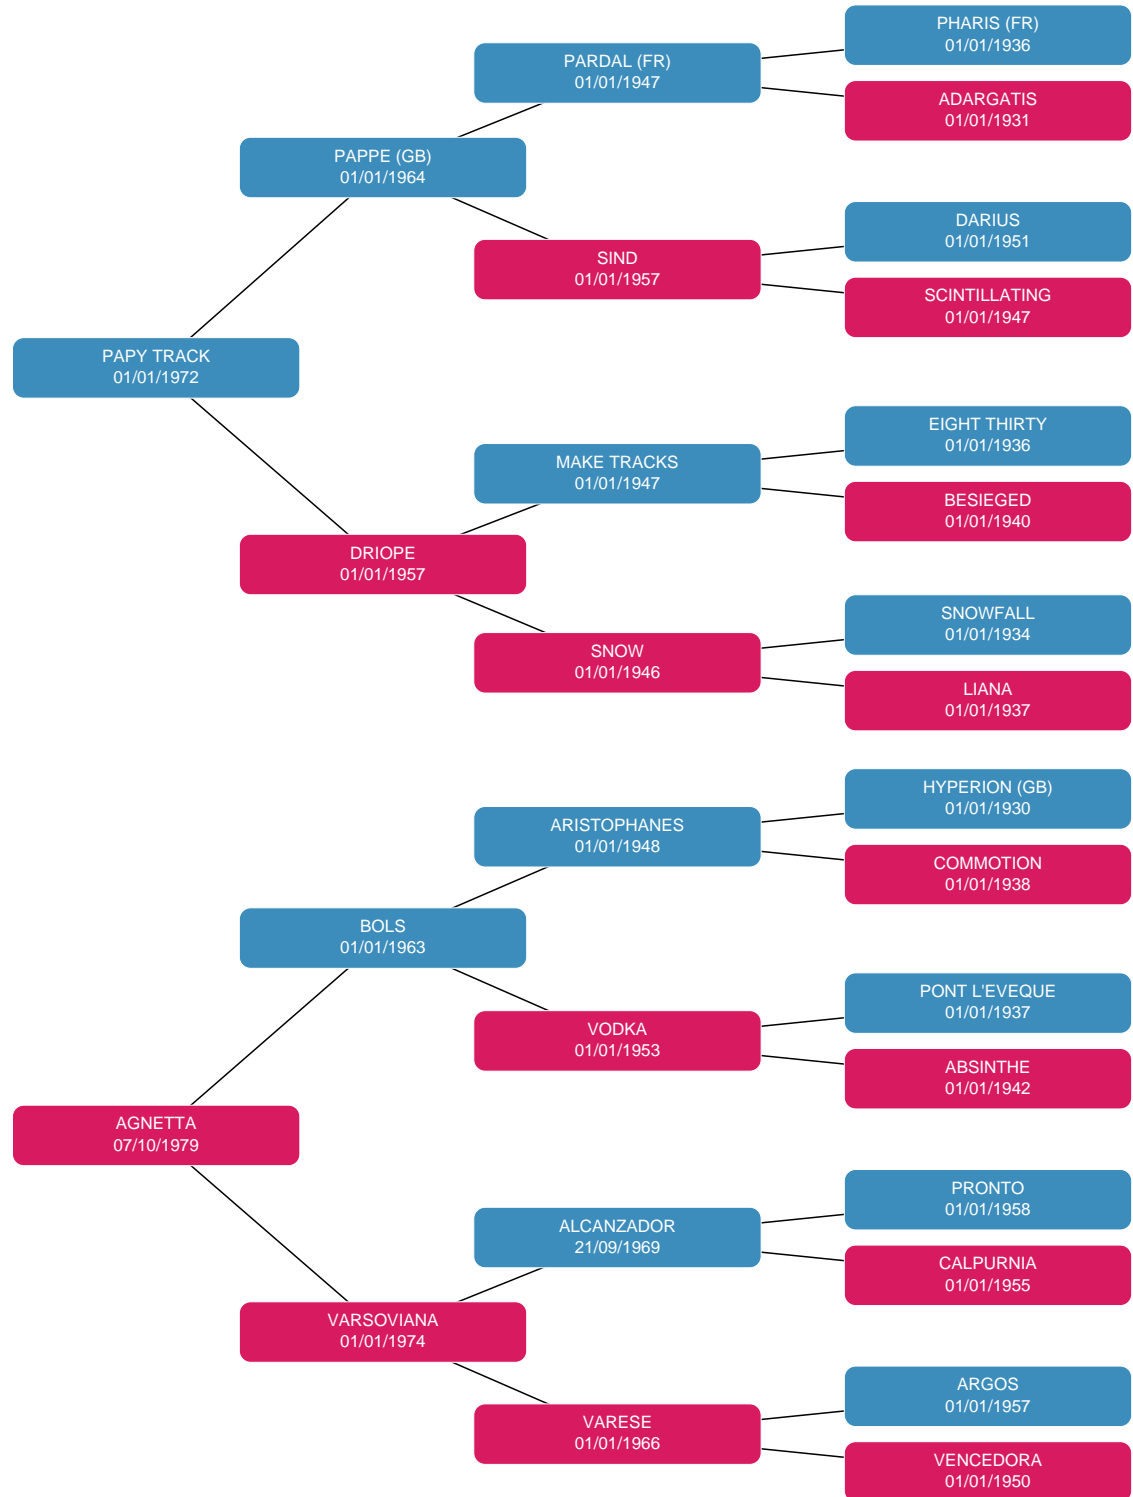 PHARIS (FR)
01/01/1936
PARDAL (FR)
01/01/1947
ADARGATIS
01/01/1931
PAPPE (GB)
01/01/1964
DARIUS
01/01/1951
SIND
01/01/1957
SCINTILLATING
01/01/1947
PAPY TRACK
01/01/1972
EIGHT THIRTY
01/01/1936
MAKE TRACKS
01/01/1947
BESIEGED
01/01/1940
DRIOPE
01/01/1957
SNOWFALL
01/01/1934
SNOW
01/01/1946
LIANA
01/01/1937
HYPERION (GB)
01/01/1930
ARISTOPHANES
01/01/1948
COMMOTION
01/01/1938
BOLS
01/01/1963
PONT L'EVEQUE
01/01/1937
VODKA
01/01/1953
ABSINTHE
01/01/1942
AGNETTA
07/10/1979
PRONTO
01/01/1958
ALCANZADOR
21/09/1969
CALPURNIA
01/01/1955
VARSOVIANA
01/01/1974
ARGOS
01/01/1957
VARESE
01/01/1966
VENCEDORA
01/01/1950